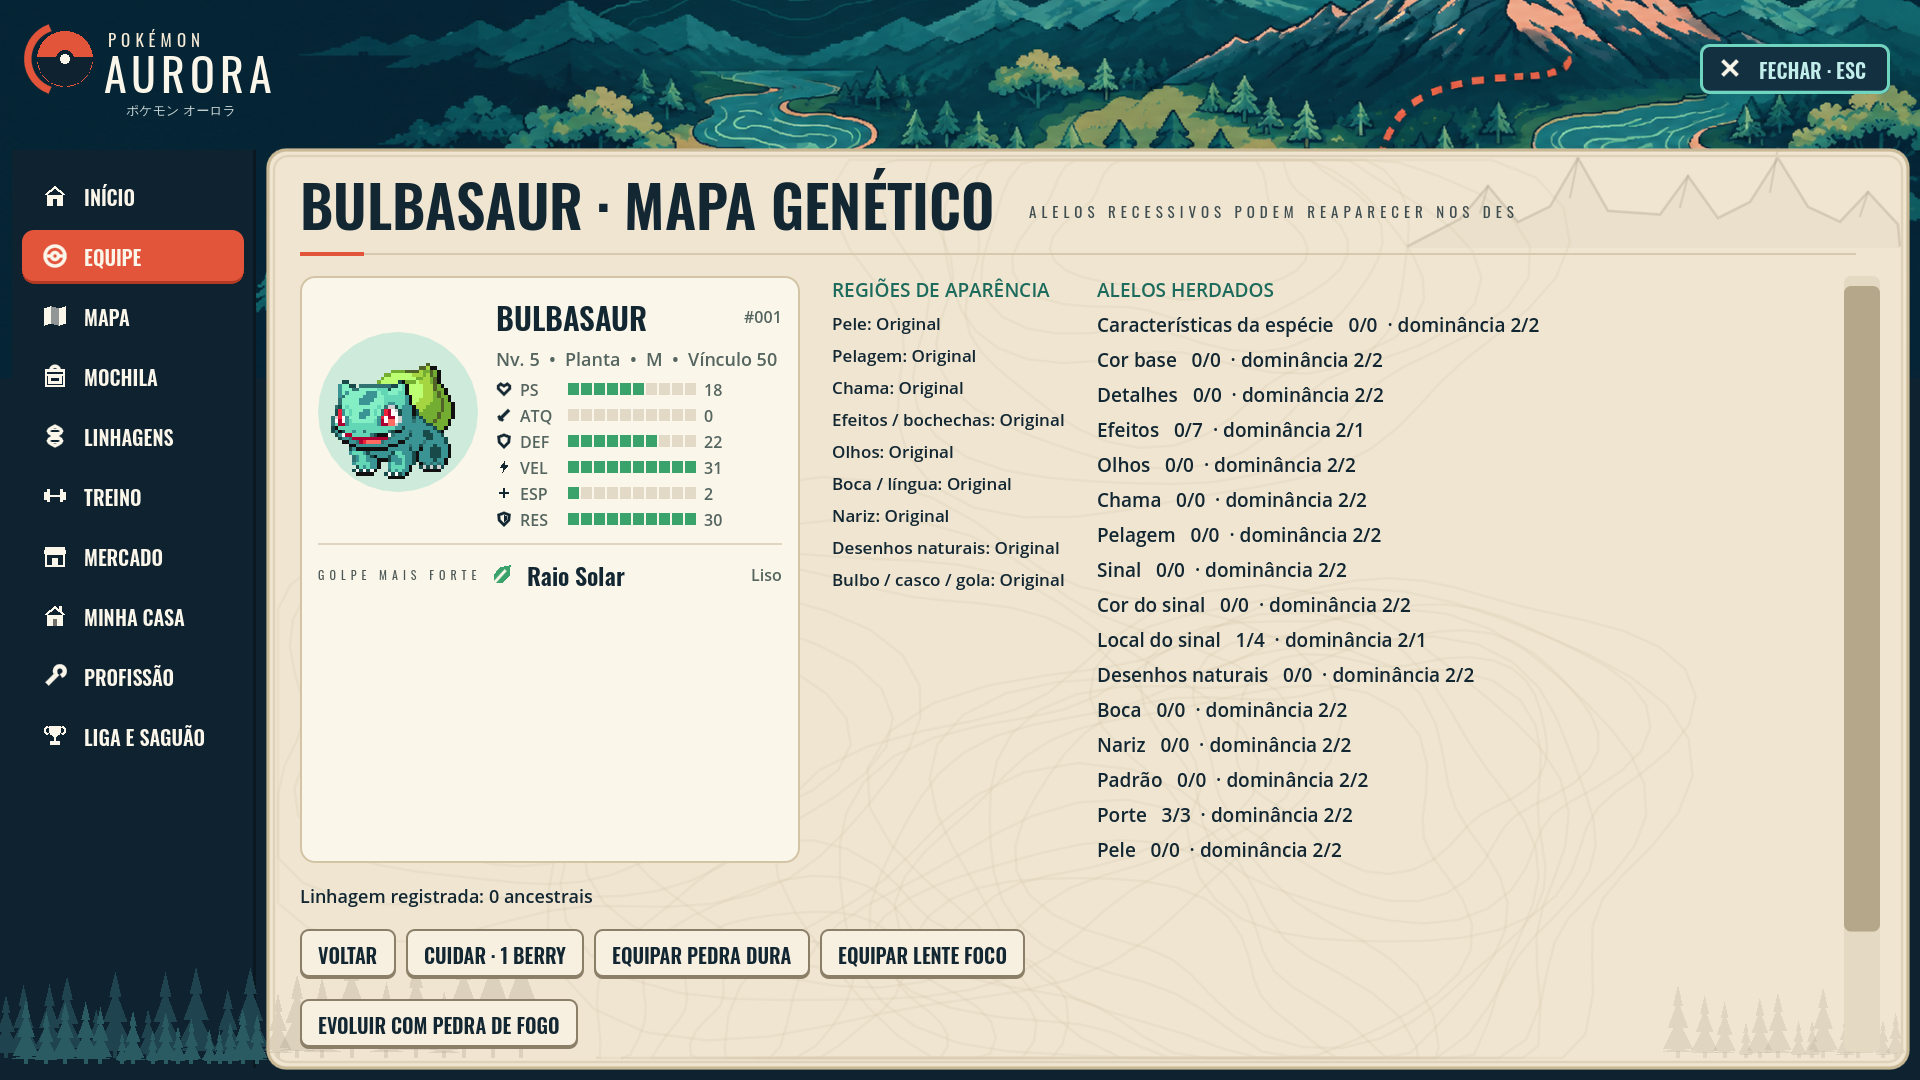 POKÉMON
AURORA
ポケモン オーロラ
FECHAR · ESC
INÍCIO
EQUIPE
MAPA
MOCHILA
LINHAGENS
TREINO
MERCADO
MINHA CASA
PROFISSÃO
LIGA E SAGUÃO
BULBASAUR · MAPA GENÉTICO
ALELOS RECESSIVOS PODEM REAPARECER NOS DES
BULBASAUR #001
Nv. 5 • Planta • M • Vínculo 50
PS 18
ATQ 0
DEF 22
VEL 31
ESP 2
RES 30
GOLPE MAIS FORTE Raio Solar Liso
REGIÕES DE APARÊNCIA
Pele: Original
Pelagem: Original
Chama: Original
Efeitos / bochechas: Original
Olhos: Original
Boca / língua: Original
Nariz: Original
Desenhos naturais: Original
Bulbo / casco / gola: Original
ALELOS HERDADOS
Características da espécie 0/0 · dominância 2/2
Cor base 0/0 · dominância 2/2
Detalhes 0/0 · dominância 2/2
Efeitos 0/7 · dominância 2/1
Olhos 0/0 · dominância 2/2
Chama 0/0 · dominância 2/2
Pelagem 0/0 · dominância 2/2
Sinal 0/0 · dominância 2/2
Cor do sinal 0/0 · dominância 2/2
Local do sinal 1/4 · dominância 2/1
Desenhos naturais 0/0 · dominância 2/2
Boca 0/0 · dominância 2/2
Nariz 0/0 · dominância 2/2
Padrão 0/0 · dominância 2/2
Porte 3/3 · dominância 2/2
Pele 0/0 · dominância 2/2
Linhagem registrada: 0 ancestrais
VOLTAR
CUIDAR · 1 BERRY
EQUIPAR PEDRA DURA
EQUIPAR LENTE FOCO
EVOLUIR COM PEDRA DE FOGO